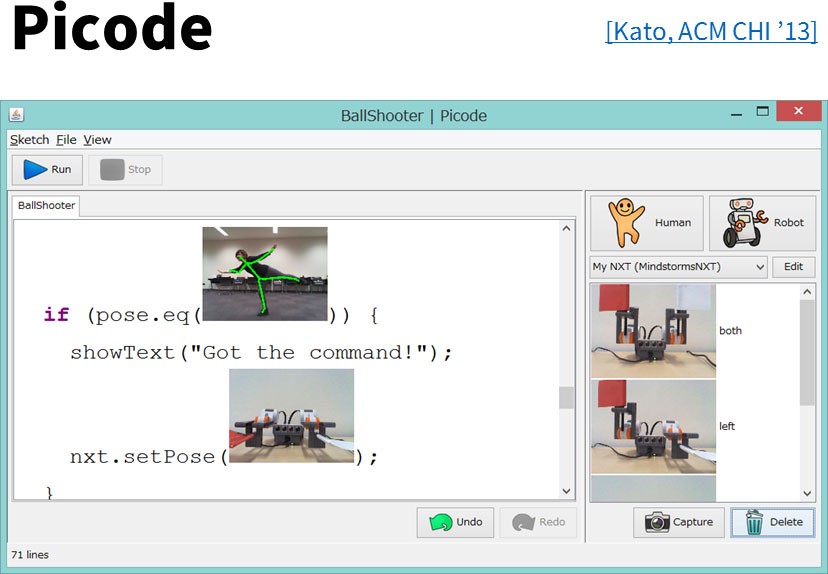 Picode
[Kato, ACM CHI ’13]
BallShooter | Picode
Sketch File View
Run Stop
BallShooter
Human Robot
My NXT (MindstormsNXT) Edit
if (pose.eq( )) {
showText("Got the command!");
nxt.setPose( );
}
both
left
Undo Redo
Capture Delete
71 lines